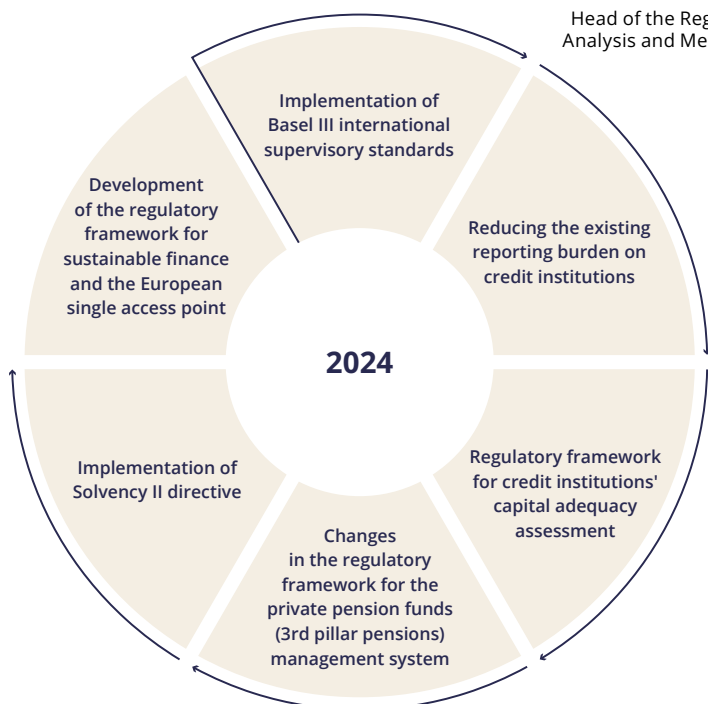 Head of the Reg
Analysis and Me
Implementation of
Basel III international
supervisory standards
Reducing the existing
reporting burden on
credit institutions
Regulatory framework
for credit institutions'
capital adequacy
assessment
Changes
in the regulatory
framework for the
private pension funds
(3rd pillar pensions)
management system
Implementation of
Solvency II directive
Development
of the regulatory
framework for
sustainable finance
and the European
single access point
2024